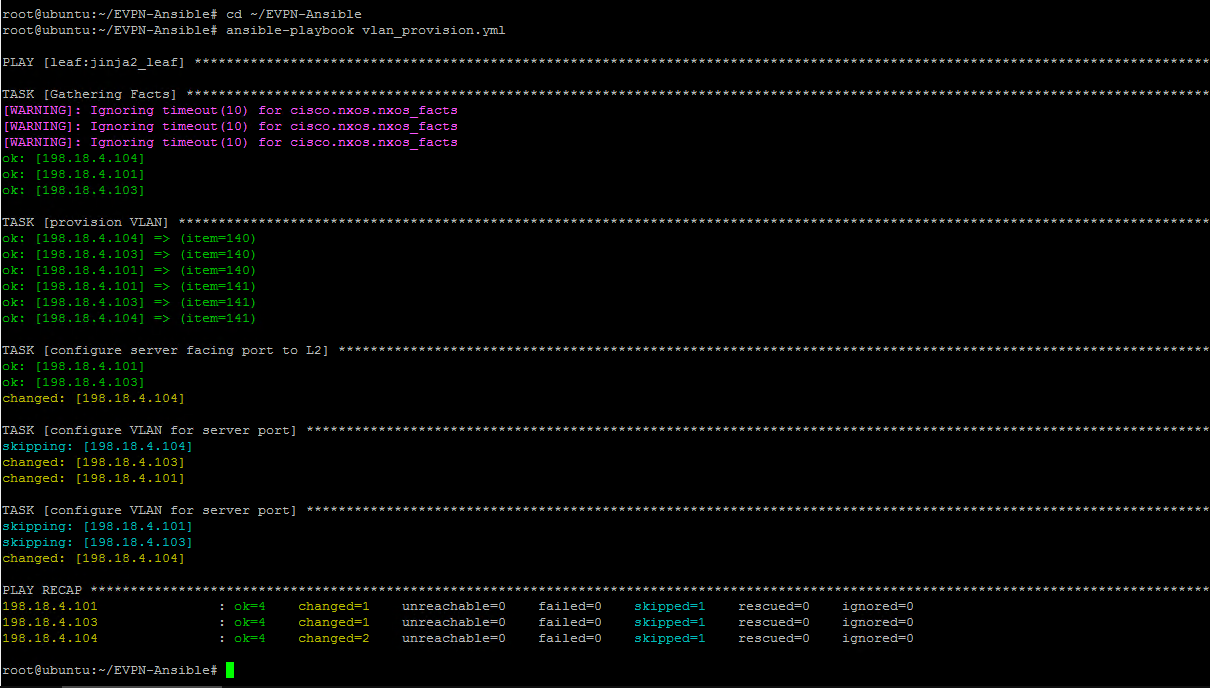 root@ubuntu:~/EVPN-Ansible# cd ~/EVPN-Ansible
root@ubuntu:~/EVPN-Ansible# ansible-playbook vlan_provision.yml
PLAY [leaf:jinja2_leaf] *******************************************************************************************************************************
TASK [Gathering Facts] ********************************************************************************************************************************
[WARNING]: Ignoring timeout(10) for cisco.nxos.nxos_facts
[WARNING]: Ignoring timeout(10) for cisco.nxos.nxos_facts
[WARNING]: Ignoring timeout(10) for cisco.nxos.nxos_facts
ok: [198.18.4.104]
ok: [198.18.4.101]
ok: [198.18.4.103]
TASK [provision VLAN] *********************************************************************************************************************************
ok: [198.18.4.104] => (item=140)
ok: [198.18.4.103] => (item=140)
ok: [198.18.4.101] => (item=140)
ok: [198.18.4.101] => (item=141)
ok: [198.18.4.103] => (item=141)
ok: [198.18.4.104] => (item=141)
TASK [configure server facing port to L2] *************************************************************************************************************
ok: [198.18.4.101]
ok: [198.18.4.103]
changed: [198.18.4.104]
TASK [configure VLAN for server port] *****************************************************************************************************************
skipping: [198.18.4.104]
changed: [198.18.4.103]
changed: [198.18.4.101]
TASK [configure VLAN for server port] *****************************************************************************************************************
skipping: [198.18.4.101]
skipping: [198.18.4.103]
changed: [198.18.4.104]
PLAY RECAP ********************************************************************************************************************************************
198.18.4.101               : ok=4    changed=1    unreachable=0    failed=0    skipped=1    rescued=0    ignored=0
198.18.4.103               : ok=4    changed=1    unreachable=0    failed=0    skipped=1    rescued=0    ignored=0
198.18.4.104               : ok=4    changed=2    unreachable=0    failed=0    skipped=1    rescued=0    ignored=0
root@ubuntu:~/EVPN-Ansible#